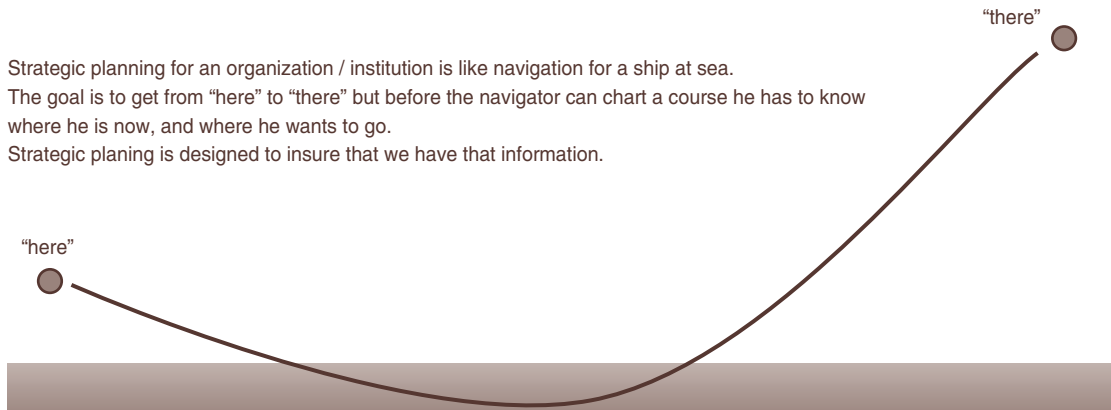 “there”
Strategic planning for an organization / institution is like navigation for a ship at sea.
The goal is to get from “here” to “there” but before the navigator can chart a course he has to know
where he is now, and where he wants to go.
Strategic planing is designed to insure that we have that information.
“here”